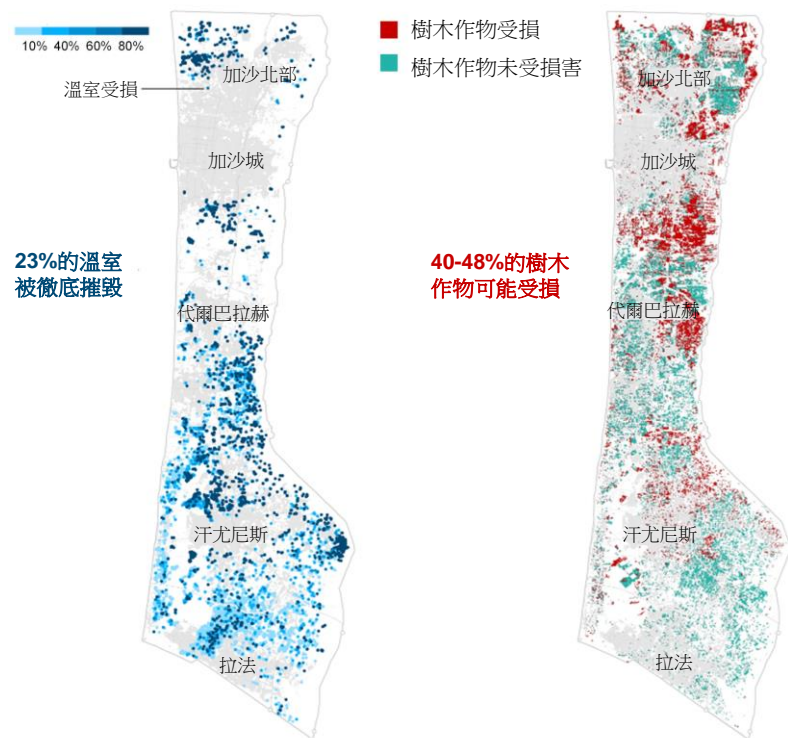 10% 40% 60% 80%
溫室受損
加沙北部
加沙城
23%的溫室
被徹底摧毀
代爾巴拉赫
汗尤尼斯
拉法
樹木作物受損
樹木作物未受損害
加沙北部
加沙城
40-48%的樹木
作物可能受損
代爾巴拉赫
汗尤尼斯
拉法